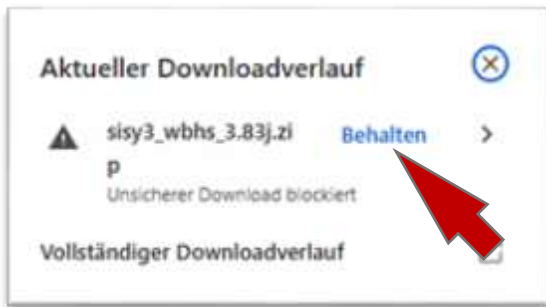 Aktueller Downloadverlauf
sisy3_wbhs_3.83j.zi
p
Behalten
Unsicherer Download blockiert
Vollständiger Downloadverlauf